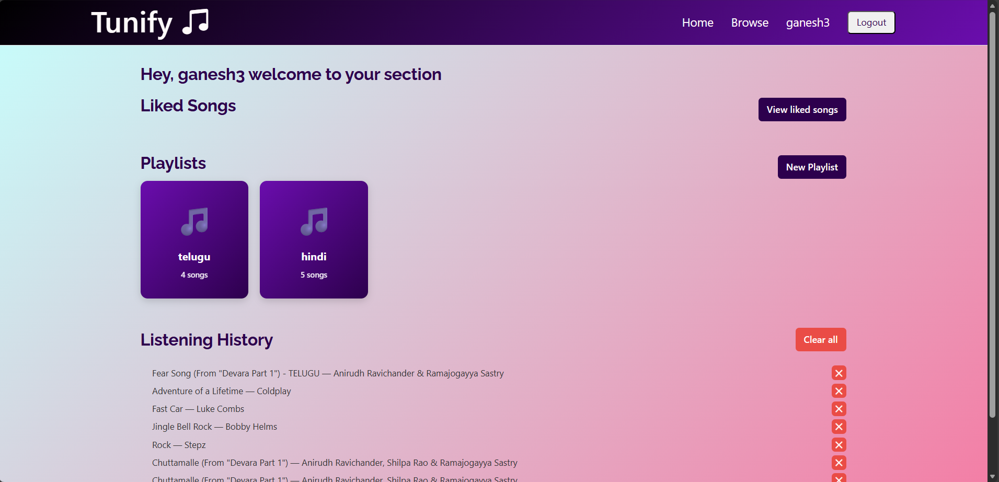 Tunify
Home Browse ganesh3 Logout
Hey, ganesh3 welcome to your section
Liked Songs
View liked songs
Playlists
New Playlist
telugu
4 songs
hindi
5 songs
Listening History
Clear all
Fear Song (From "Devara Part 1") - TELUGU — Anirudh Ravichander & Ramajogayya Sastry
Adventure of a Lifetime — Coldplay
Fast Car — Luke Combs
Jingle Bell Rock — Bobby Helms
Rock — Stepz
Chuttamalle (From "Devara Part 1") — Anirudh Ravichander, Shilpa Rao & Ramajogayya Sastry
Chuttamalle (From "Devara Part 1") — Anirudh Ravichander, Shilpa Rao & Ramajogayya Sastry